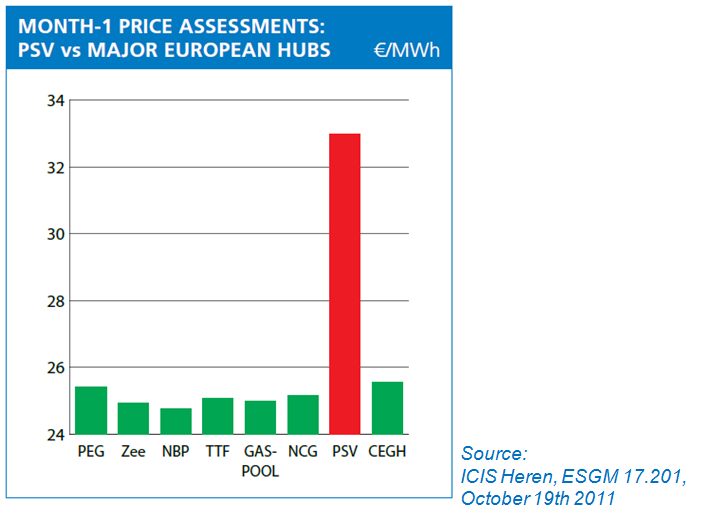 MONTH-1 PRICE ASSESSMENTS:
PSV vs MAJOR EUROPEAN HUBS €/MWh
34
32
30
28
26
24
PEG Zee NBP TTF GAS- NCG PSV CEGH
POOL
Source:
ICIS Heren, ESGM 17.201,
October 19th 2011